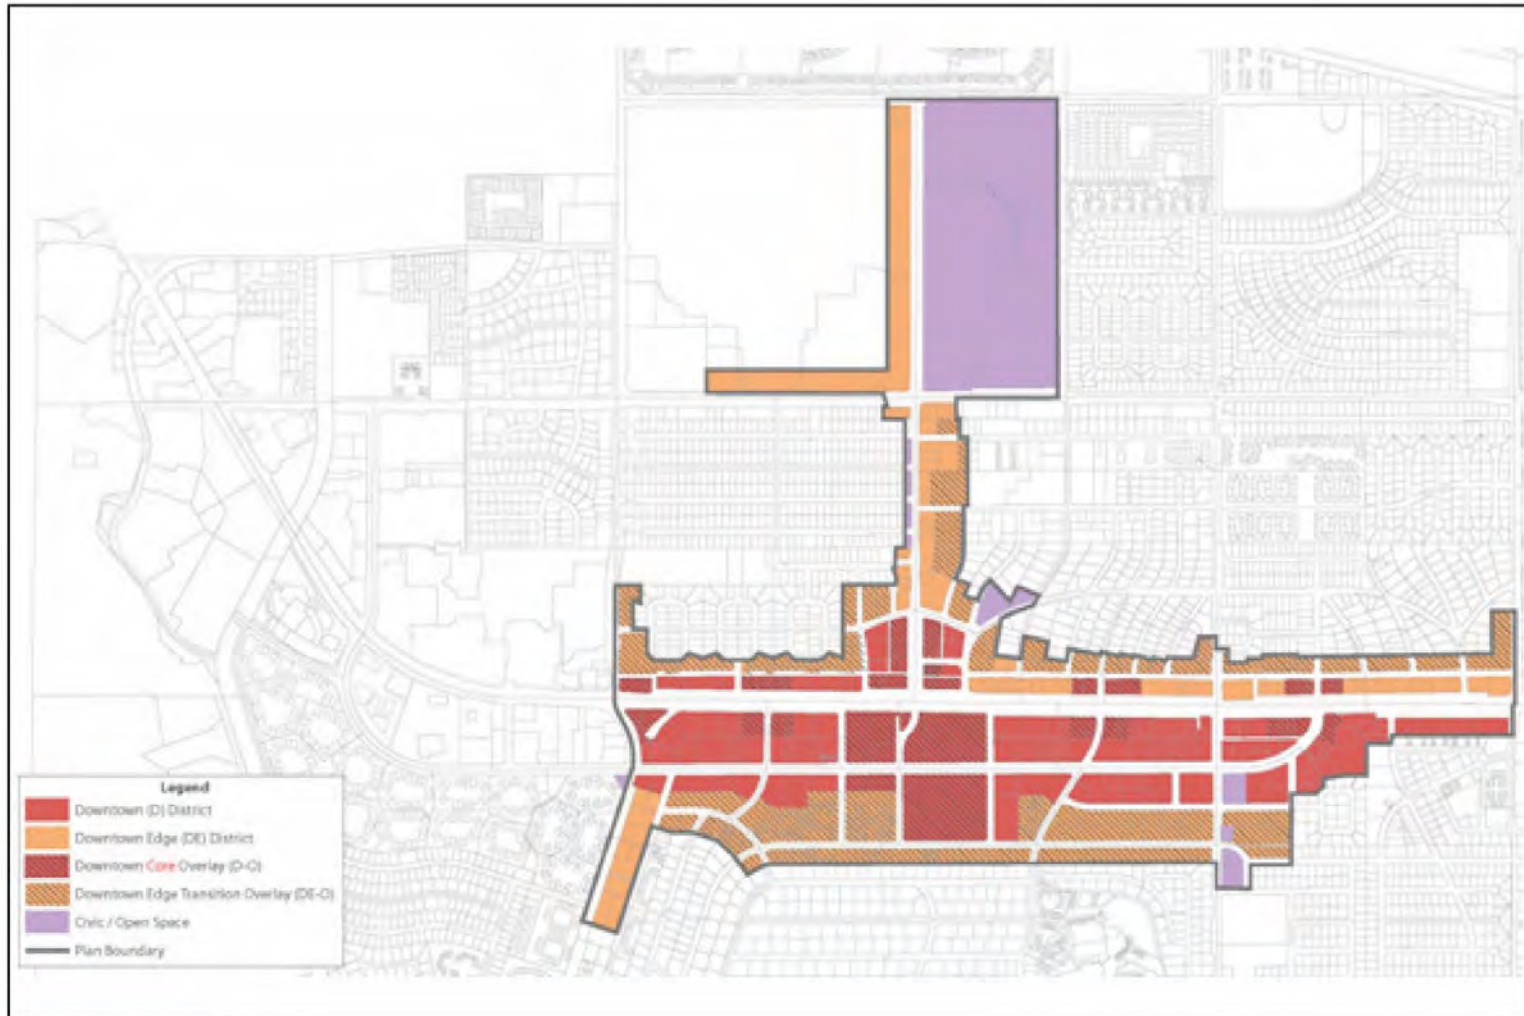 Legend
Downtown (D) District
Downtown Edge (DE) District
Downtown Core Overlay (D-O)
Downtown Edge Transition Overlay (DE-O)
Civic / Open Space
Plan Boundary